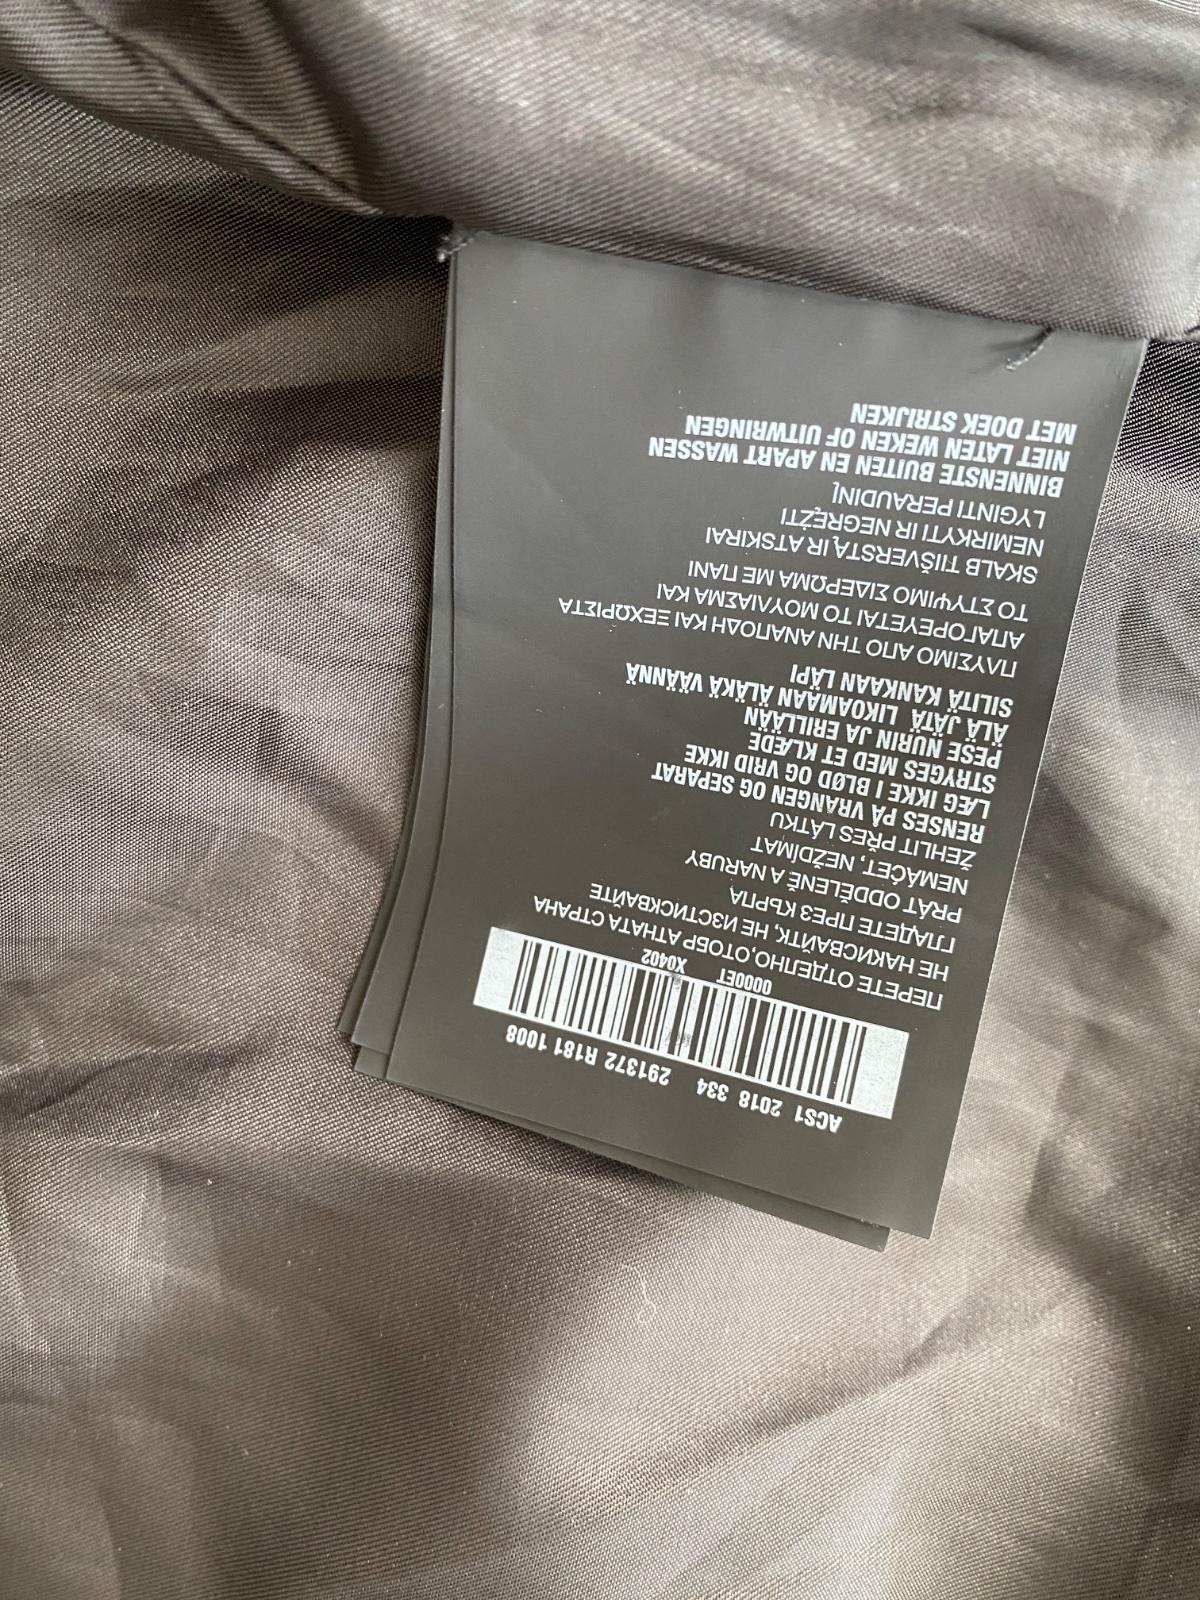 ACS1 2018 334 291372 R181 1008
0000ET X0402
ПЕРЕТЕ ОТДЕЛНО,ОТОБР АТНАТА СТРАНА
НЕ НАКИСВАЙТК, НЕ ИЗСТИСКВАЙТЕ
ГЛАДЕТЕ ПРЕЗ КЪРПА
PRÁT ODDĚLENĚ A NARUBY
NEMÁČET, NEŽDÍMAT
ŽEHLIT PŘES LÁTKU
RENSES PÅ VRANGEN OG SEPARAT
LÆG IKKE I BLØD OG VRID IKKE
STRYGES MED ET KLÆDE
PESE NURIN JA ERILLÄÄN
ÄLÄ JÄTÄ LIKOAMAAN ÄLÄKÄ VÄÄNNÄ
SILITÄ KANKAAN LÄPI
ΠΛΥΣΙΜΟ ΑΠΟ ΤΗΝ ΑΝΑΠΟΔΗ ΚΑΙ ΞΕΧΩΡΙΣΤΑ
ΑΠΑΓΟΡΕΥΕΤΑΙ ΤΟ ΜΟΥΛΙΑΣΜΑ ΚΑΙ
ΤΟ ΣΤΥΨΙΜΟ ΣΙΔΕΡΩΜΑ ΜΕ ΠΑΝΙ
SKALB TIIŠVERSTĄ IR ATSKIRAI
NEMIRKYTI IR NEGRĘŽTI
LYGINTI PERAUDINĮ
BINNENSTE BUITEN EN APART WASSEN
NIET LATEN WEKEN OF UITWRINGEN
MET DOEK STRIJKEN